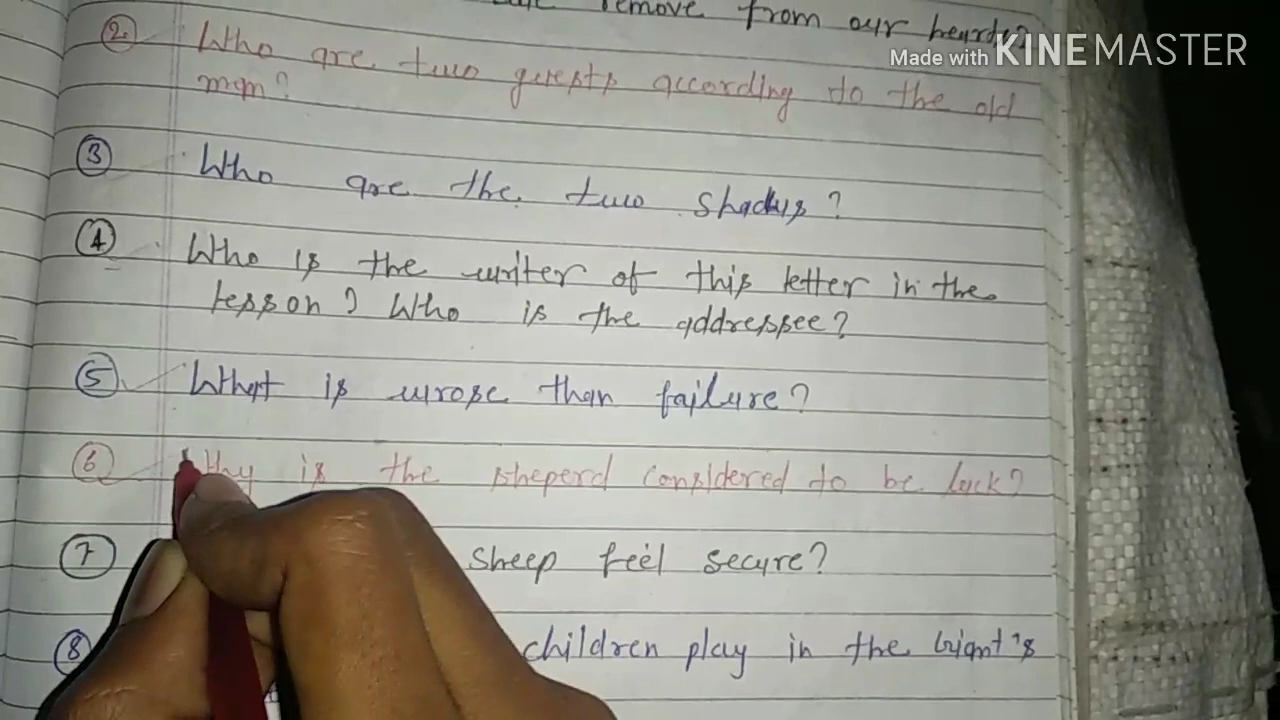 remove from our hearts?
Made with KINEMASTER
② Who are two guests according to the old
man?
③ Who are the two shadus?
④ Who is the writer of this letter in the
lesson? Who is the addressee?
⑤ What is wrose than failure?
⑥ Why is the sheperd considered to be luck?
⑦ sheep feel secure?
⑧ children play in the Giant's